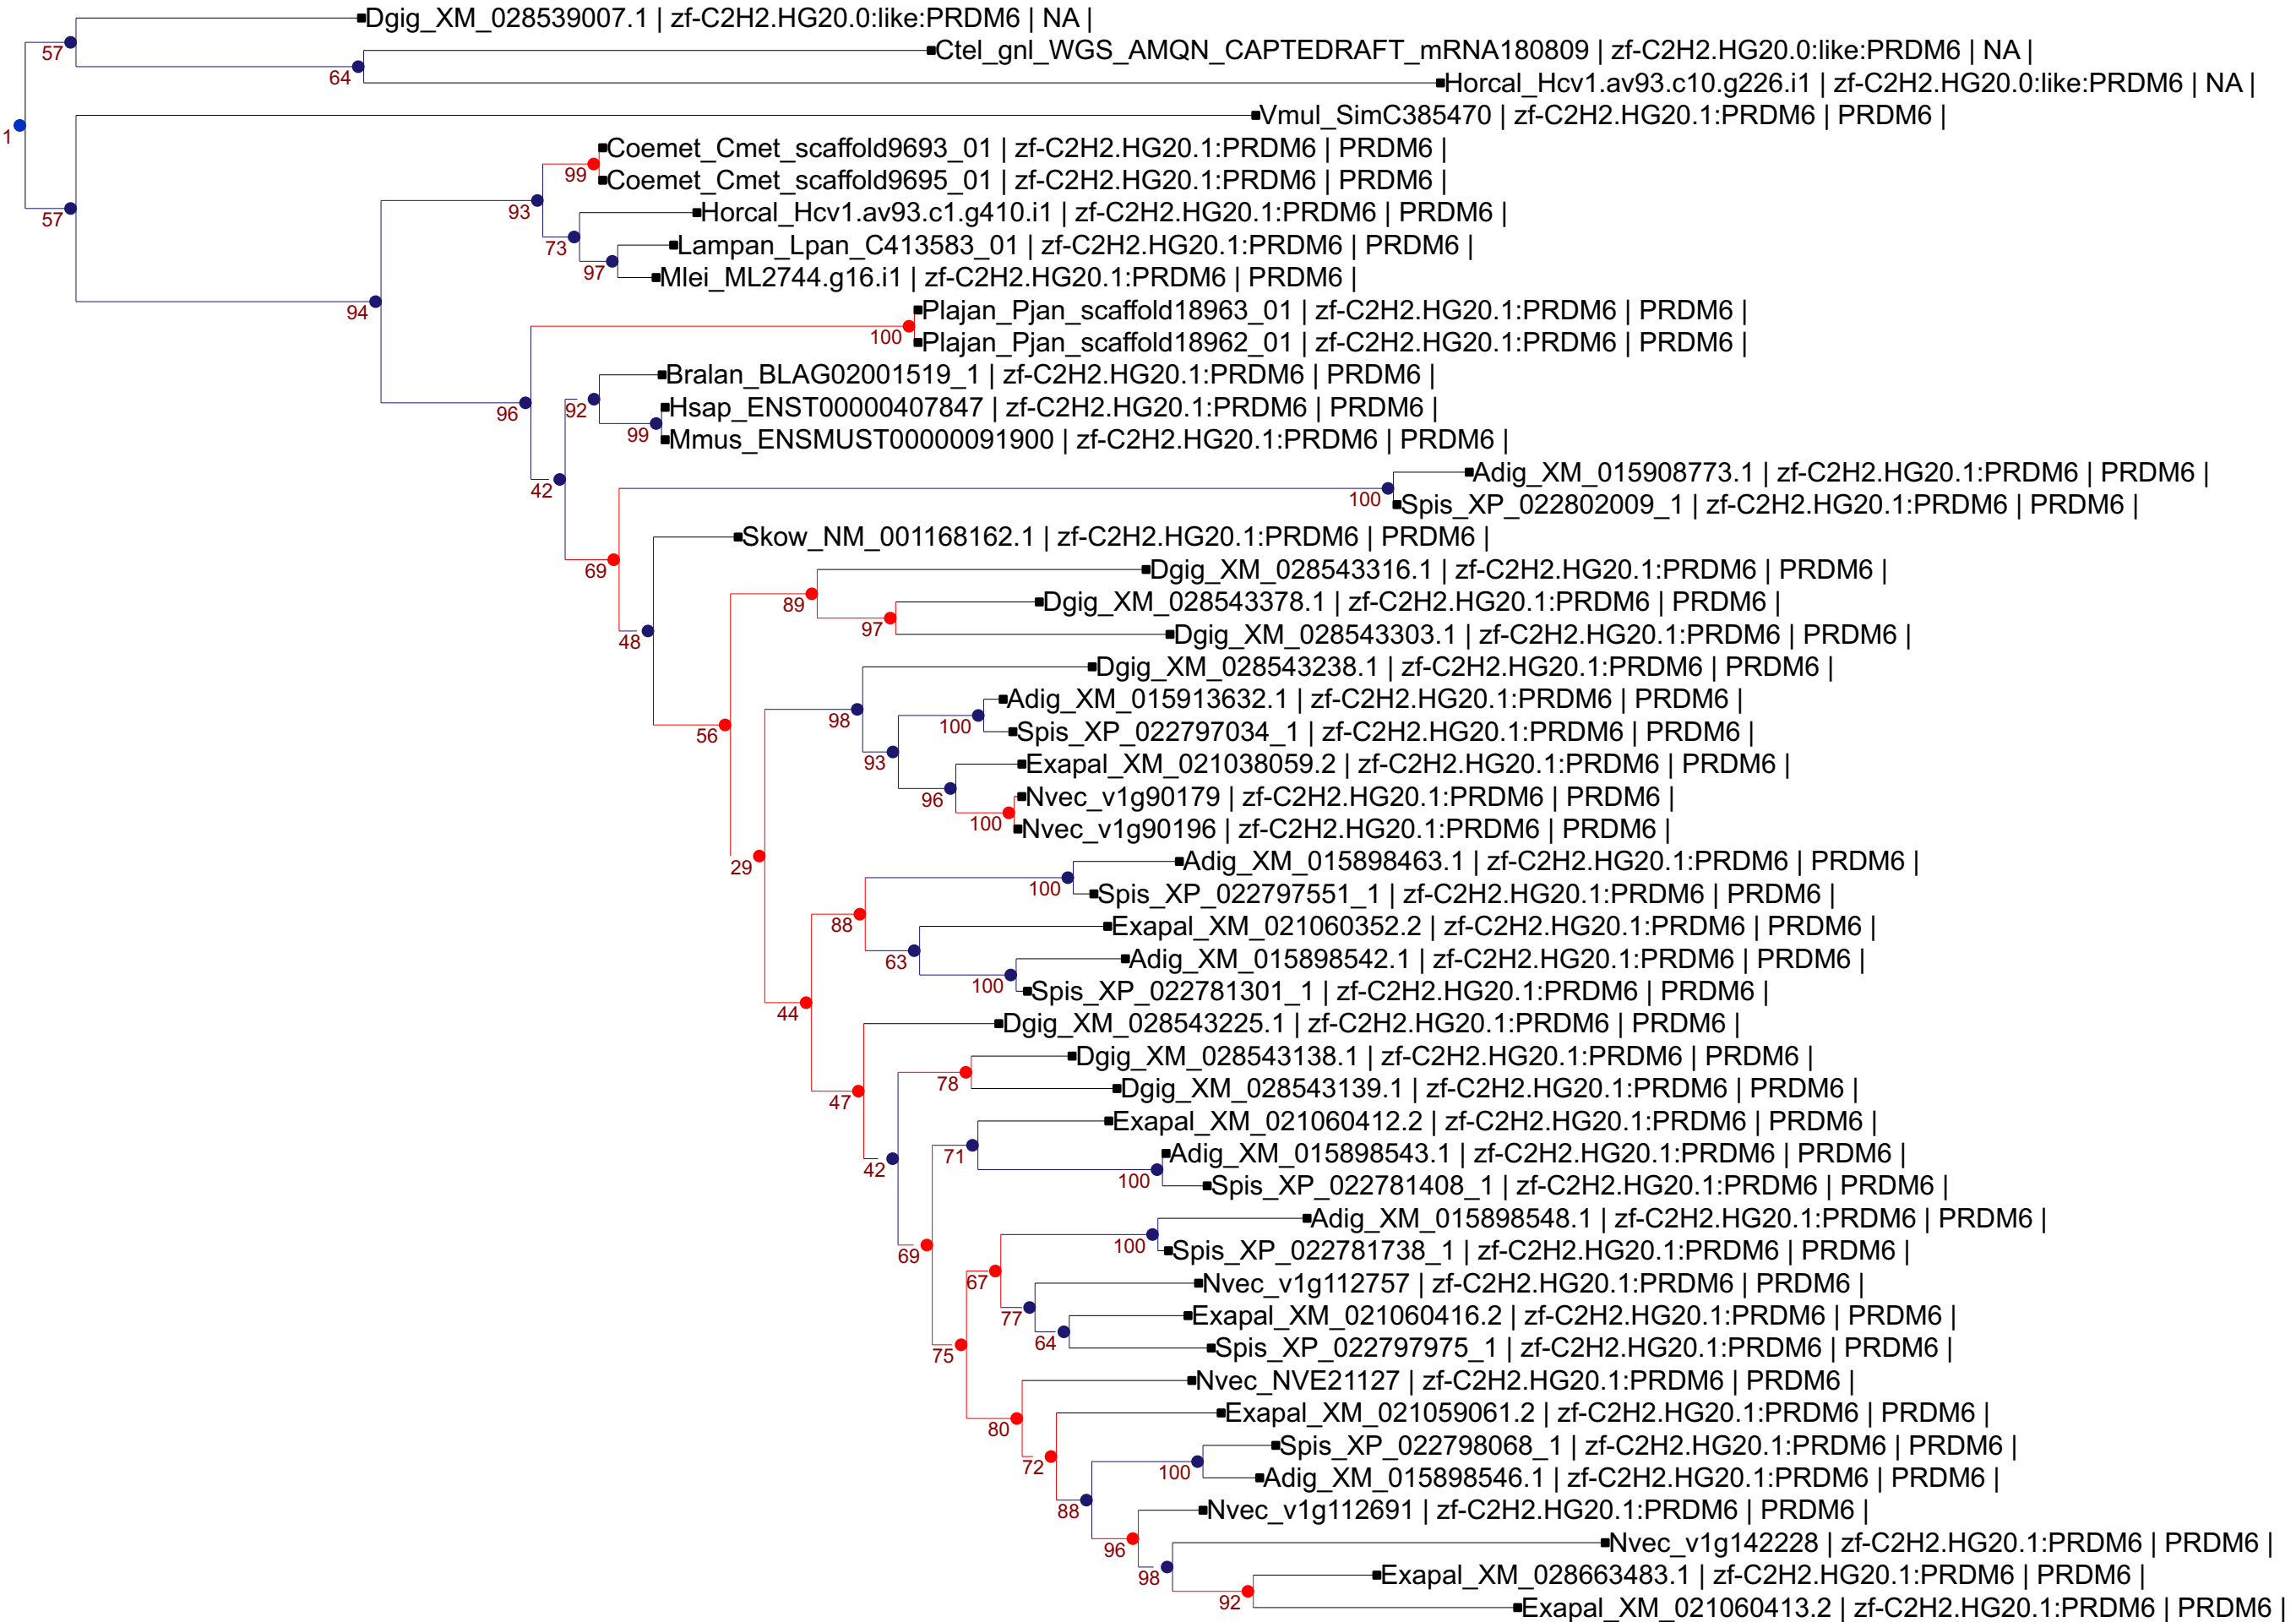 Dgig_XM_028539007.1 | zf-C2H2.HG20.0:like:PRDM6 | NA |
57
Ctel_gnl_WGS_AMQN_CAPTEDRAFT_mRNA180809 | zf-C2H2.HG20.0:like:PRDM6 | NA |
64
Horcal_Hcv1.av93.c10.g226.i1 | zf-C2H2.HG20.0:like:PRDM6 | NA |
Vmul_SimC385470 | zf-C2H2.HG20.1:PRDM6 | PRDM6 |
1
Coemet_Cmet_scaffold9693_01 | zf-C2H2.HG20.1:PRDM6 | PRDM6 |
99
Coemet_Cmet_scaffold9695_01 | zf-C2H2.HG20.1:PRDM6 | PRDM6 |
93
Horcal_Hcv1.av93.c1.g410.i1 | zf-C2H2.HG20.1:PRDM6 | PRDM6 |
57
73
Lampan_Lpan_C413583_01 | zf-C2H2.HG20.1:PRDM6 | PRDM6 |
97
Mlei_ML2744.g16.i1 | zf-C2H2.HG20.1:PRDM6 | PRDM6 |
94
Plajan_Pjan_scaffold18963_01 | zf-C2H2.HG20.1:PRDM6 | PRDM6 |
100
Plajan_Pjan_scaffold18962_01 | zf-C2H2.HG20.1:PRDM6 | PRDM6 |
Bralan_BLAG02001519_1 | zf-C2H2.HG20.1:PRDM6 | PRDM6 |
96
92
Hsap_ENST00000407847 | zf-C2H2.HG20.1:PRDM6 | PRDM6 |
99
Mmus_ENSMUST00000091900 | zf-C2H2.HG20.1:PRDM6 | PRDM6 |
Adig_XM_015908773.1 | zf-C2H2.HG20.1:PRDM6 | PRDM6 |
42
100
Spis_XP_022802009_1 | zf-C2H2.HG20.1:PRDM6 | PRDM6 |
Skow_NM_001168162.1 | zf-C2H2.HG20.1:PRDM6 | PRDM6 |
69
Dgig_XM_028543316.1 | zf-C2H2.HG20.1:PRDM6 | PRDM6 |
89
Dgig_XM_028543378.1 | zf-C2H2.HG20.1:PRDM6 | PRDM6 |
97
Dgig_XM_028543303.1 | zf-C2H2.HG20.1:PRDM6 | PRDM6 |
48
Dgig_XM_028543238.1 | zf-C2H2.HG20.1:PRDM6 | PRDM6 |
Adig_XM_015913632.1 | zf-C2H2.HG20.1:PRDM6 | PRDM6 |
98
100
Spis_XP_022797034_1 | zf-C2H2.HG20.1:PRDM6 | PRDM6 |
56
93
Exapal_XM_021038059.2 | zf-C2H2.HG20.1:PRDM6 | PRDM6 |
96
Nvec_v1g90179 | zf-C2H2.HG20.1:PRDM6 | PRDM6 |
100
Nvec_v1g90196 | zf-C2H2.HG20.1:PRDM6 | PRDM6 |
29
Adig_XM_015898463.1 | zf-C2H2.HG20.1:PRDM6 | PRDM6 |
100
Spis_XP_022797551_1 | zf-C2H2.HG20.1:PRDM6 | PRDM6 |
88
Exapal_XM_021060352.2 | zf-C2H2.HG20.1:PRDM6 | PRDM6 |
63
Adig_XM_015898542.1 | zf-C2H2.HG20.1:PRDM6 | PRDM6 |
100
Spis_XP_022781301_1 | zf-C2H2.HG20.1:PRDM6 | PRDM6 |
44
Dgig_XM_028543225.1 | zf-C2H2.HG20.1:PRDM6 | PRDM6 |
Dgig_XM_028543138.1 | zf-C2H2.HG20.1:PRDM6 | PRDM6 |
78
Dgig_XM_028543139.1 | zf-C2H2.HG20.1:PRDM6 | PRDM6 |
47
Exapal_XM_021060412.2 | zf-C2H2.HG20.1:PRDM6 | PRDM6 |
71
Adig_XM_015898543.1 | zf-C2H2.HG20.1:PRDM6 | PRDM6 |
42
100
Spis_XP_022781408_1 | zf-C2H2.HG20.1:PRDM6 | PRDM6 |
Adig_XM_015898548.1 | zf-C2H2.HG20.1:PRDM6 | PRDM6 |
100
Spis_XP_022781738_1 | zf-C2H2.HG20.1:PRDM6 | PRDM6 |
69
67
Nvec_v1g112757 | zf-C2H2.HG20.1:PRDM6 | PRDM6 |
77
Exapal_XM_021060416.2 | zf-C2H2.HG20.1:PRDM6 | PRDM6 |
64
Spis_XP_022797975_1 | zf-C2H2.HG20.1:PRDM6 | PRDM6 |
75
Nvec_NVE21127 | zf-C2H2.HG20.1:PRDM6 | PRDM6 |
80
Exapal_XM_021059061.2 | zf-C2H2.HG20.1:PRDM6 | PRDM6 |
Spis_XP_022798068_1 | zf-C2H2.HG20.1:PRDM6 | PRDM6 |
72
100
Adig_XM_015898546.1 | zf-C2H2.HG20.1:PRDM6 | PRDM6 |
88
Nvec_v1g112691 | zf-C2H2.HG20.1:PRDM6 | PRDM6 |
96
Nvec_v1g142228 | zf-C2H2.HG20.1:PRDM6 | PRDM6 |
98
Exapal_XM_028663483.1 | zf-C2H2.HG20.1:PRDM6 | PRDM6 |
92
Exapal_XM_021060413.2 | zf-C2H2.HG20.1:PRDM6 | PRDM6 |